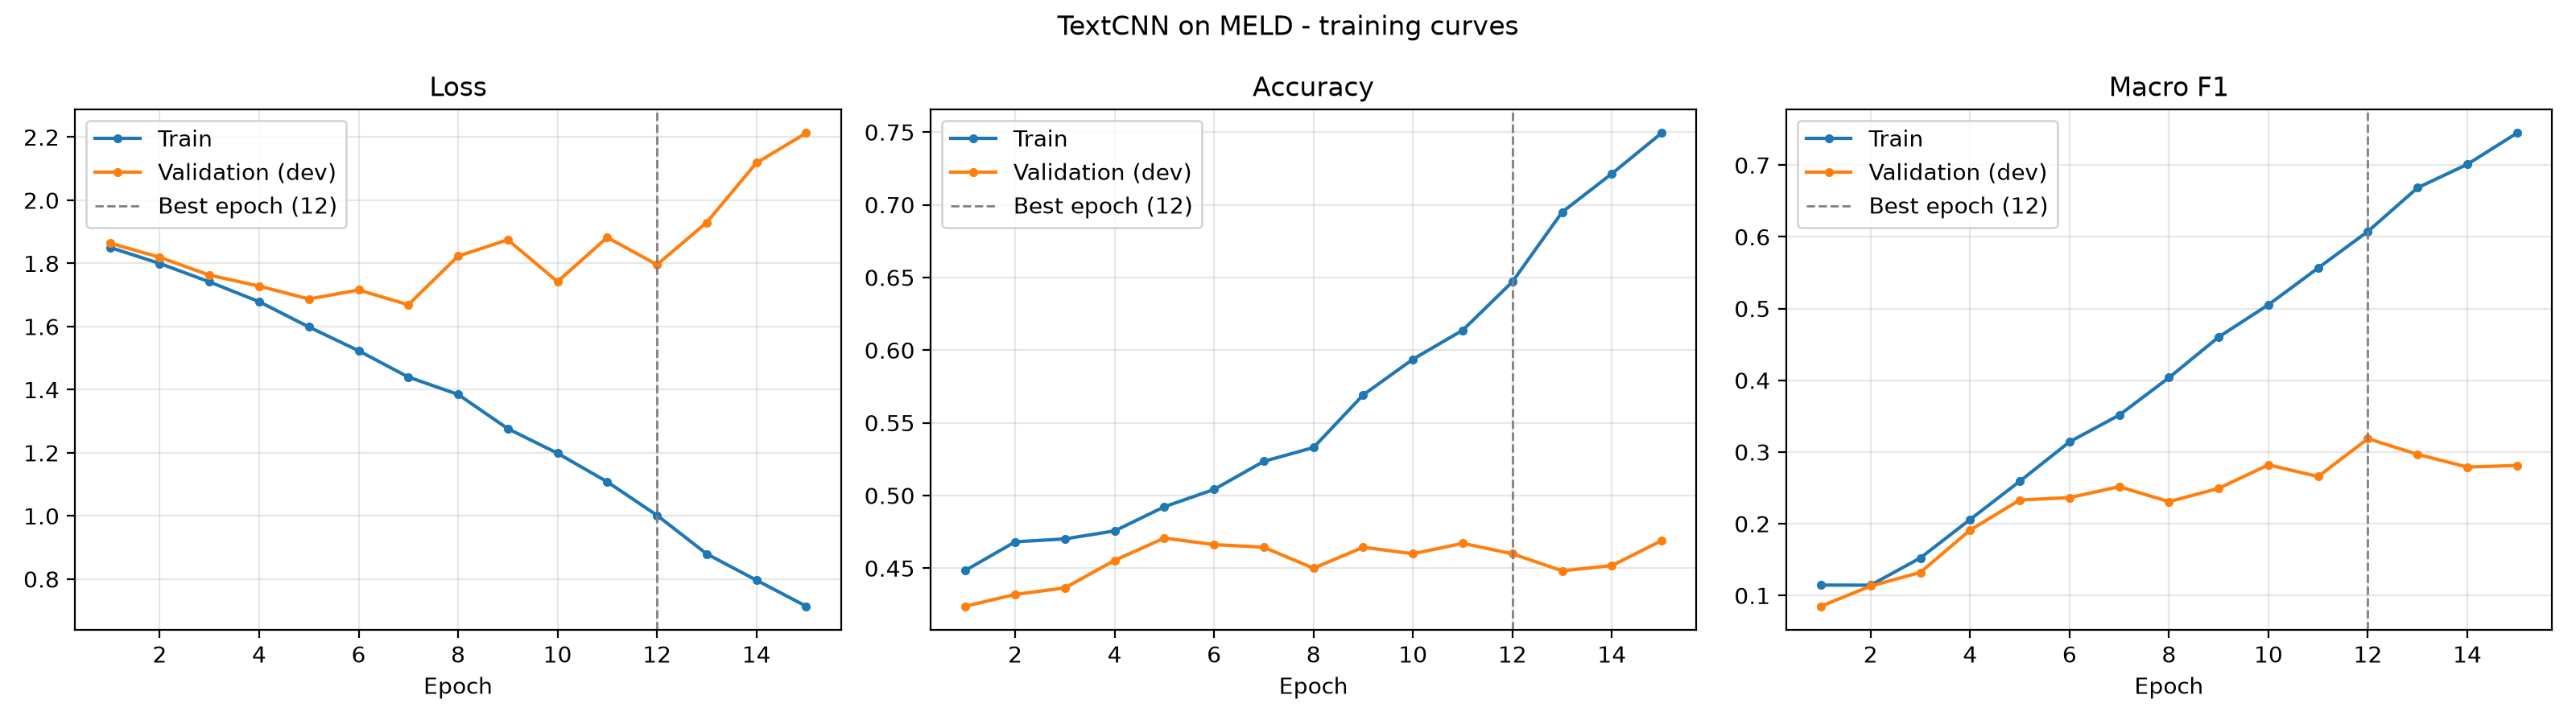 TextCNN on MELD - training curves
Loss
Train
Validation (dev)
Best epoch (12)
2.2
2.0
1.8
1.6
1.4
1.2
1.0
0.8
2 4 6 8 10 12 14
Epoch
Accuracy
Train
Validation (dev)
Best epoch (12)
0.75
0.70
0.65
0.60
0.55
0.50
0.45
2 4 6 8 10 12 14
Epoch
Macro F1
Train
Validation (dev)
Best epoch (12)
0.7
0.6
0.5
0.4
0.3
0.2
0.1
2 4 6 8 10 12 14
Epoch